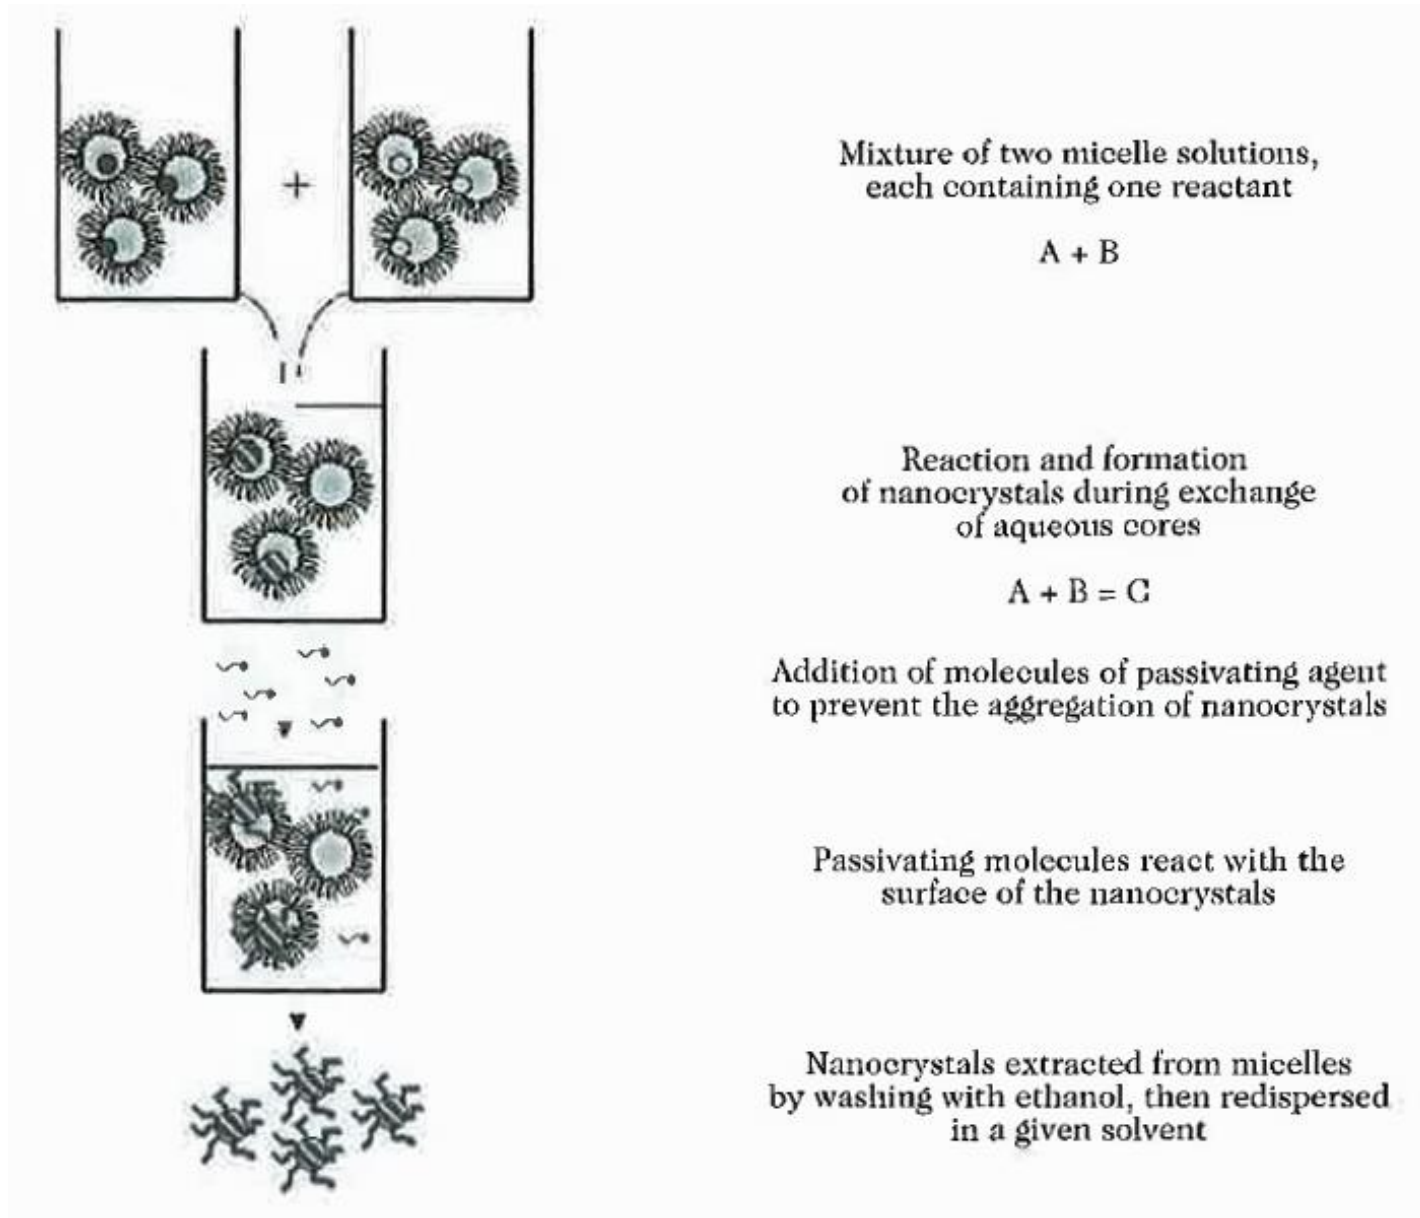 Mixture of two micelle solutions,
each containing one reactant
+
A + B
Reaction and formation
of nanocrystals during exchange
of aqueous cores
A + B = C
Addition of molecules of passivating agent
to prevent the aggregation of nanocrystals
Passivating molecules react with the
surface of the nanocrystals
Nanocrystals extracted from micelles
by washing with ethanol, then redispersed
in a given solvent